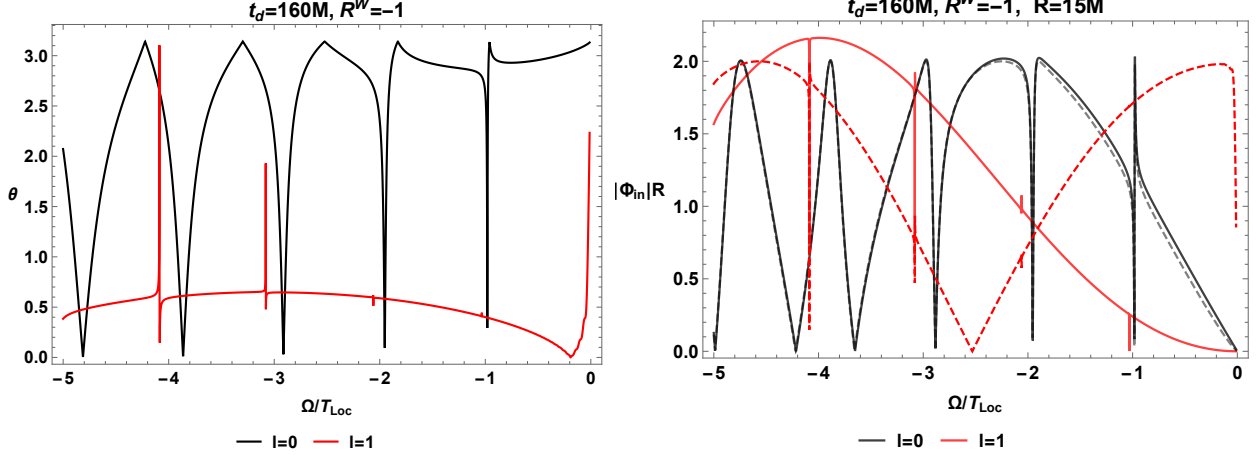 t_d=160M, R^W=−1
θ
3.0
2.5
2.0
1.5
1.0
0.5
0.0
−5 −4 −3 −2 −1 0
Ω/T_Loc
l=0 l=1
t_d=160M, R^W=−1, R=15M
|Φ_in|R
2.0
1.5
1.0
0.5
0.0
−5 −4 −3 −2 −1 0
Ω/T_Loc
l=0 l=1